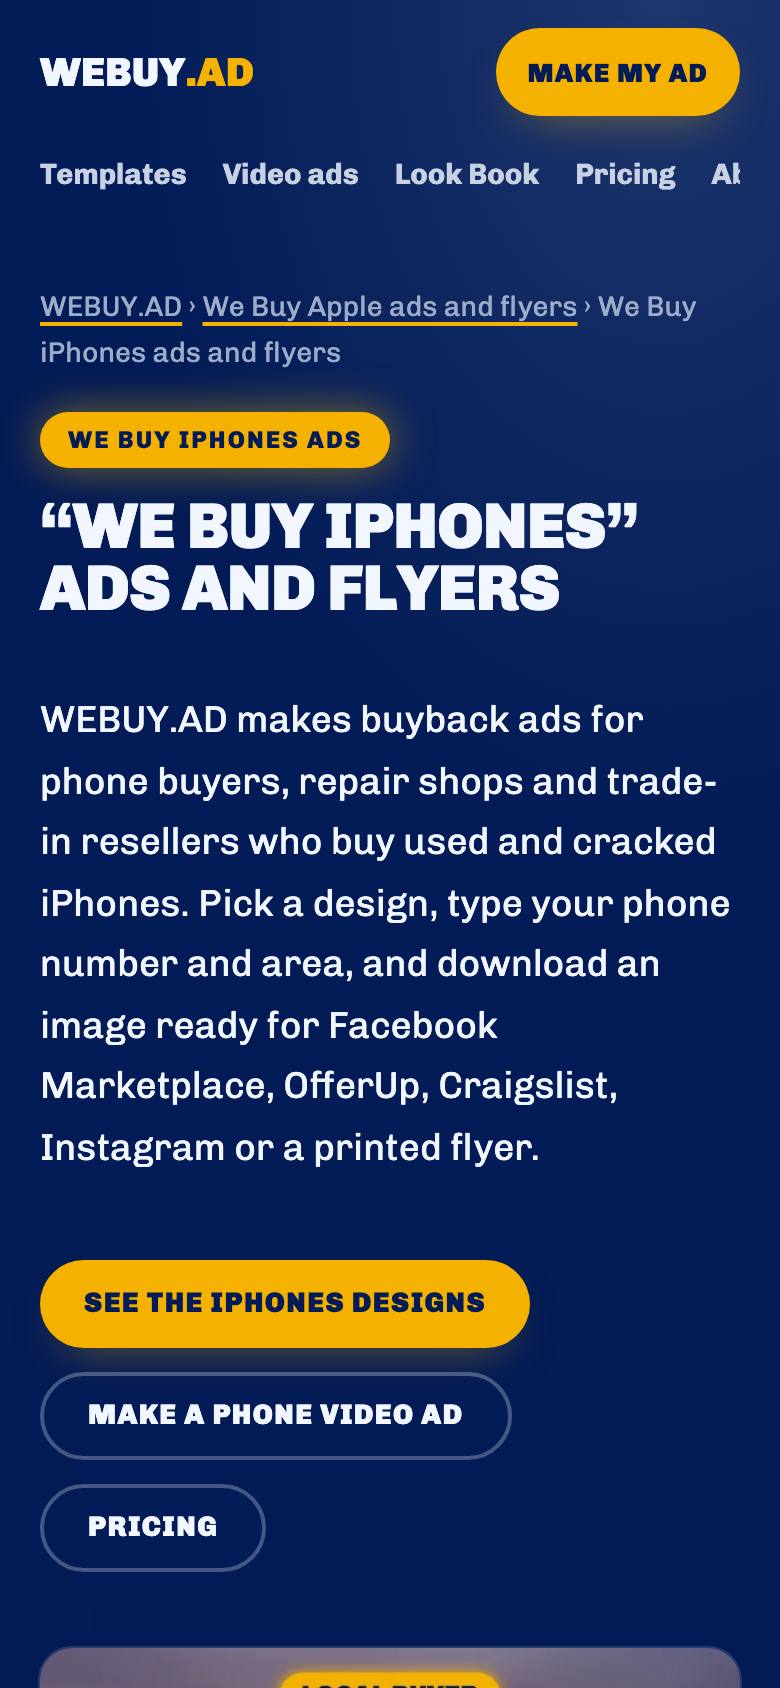 WEBUY.AD
MAKE MY AD
Templates Video ads Look Book Pricing
WEBUY.AD › We Buy Apple ads and flyers › We Buy
iPhones ads and flyers
WE BUY IPHONES ADS
“WE BUY IPHONES”
ADS AND FLYERS
WEBUY.AD makes buyback ads for
phone buyers, repair shops and trade-
in resellers who buy used and cracked
iPhones. Pick a design, type your phone
number and area, and download an
image ready for Facebook
Marketplace, OfferUp, Craigslist,
Instagram or a printed flyer.
SEE THE IPHONES DESIGNS
MAKE A PHONE VIDEO AD
PRICING
LOCAL BUYER